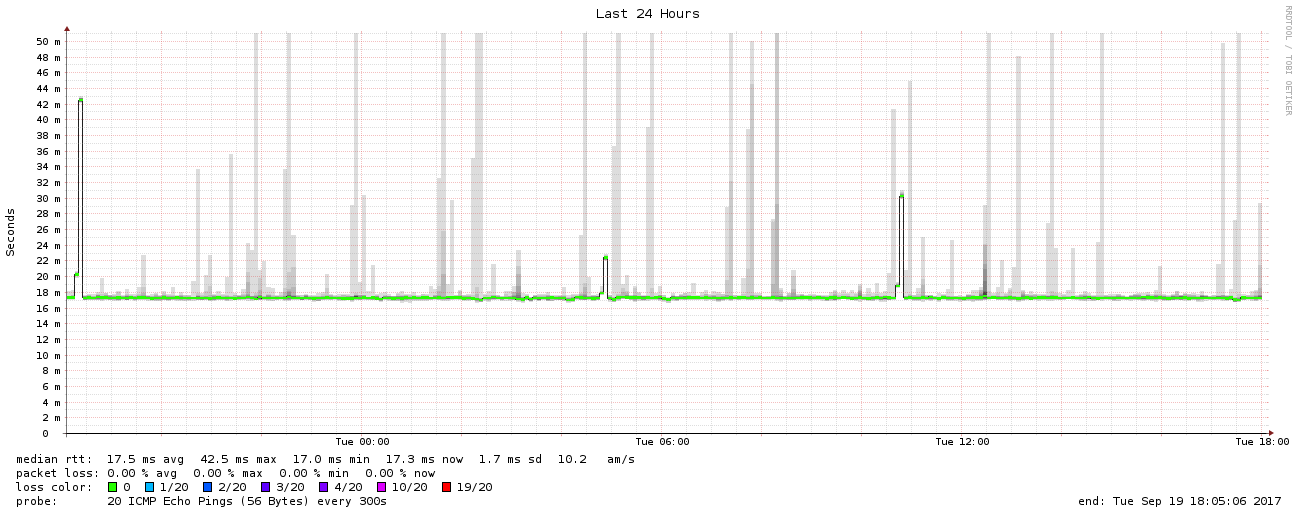 Last 24 Hours
RRDTOOL / TOBI OETIKER
Seconds
50 m
48 m
46 m
44 m
42 m
40 m
38 m
36 m
34 m
32 m
30 m
28 m
26 m
24 m
22 m
20 m
18 m
16 m
14 m
12 m
10 m
8 m
6 m
4 m
2 m
0
Tue 00:00 Tue 06:00 Tue 12:00 Tue 18:00
median rtt: 17.5 ms avg 42.5 ms max 17.0 ms min 17.3 ms now 1.7 ms sd 10.2 am/s
packet loss: 0.00 % avg 0.00 % max 0.00 % min 0.00 % now
loss color: 0 1/20 2/20 3/20 4/20 10/20 19/20
probe: 20 ICMP Echo Pings (56 Bytes) every 300s end: Tue Sep 19 18:05:06 2017